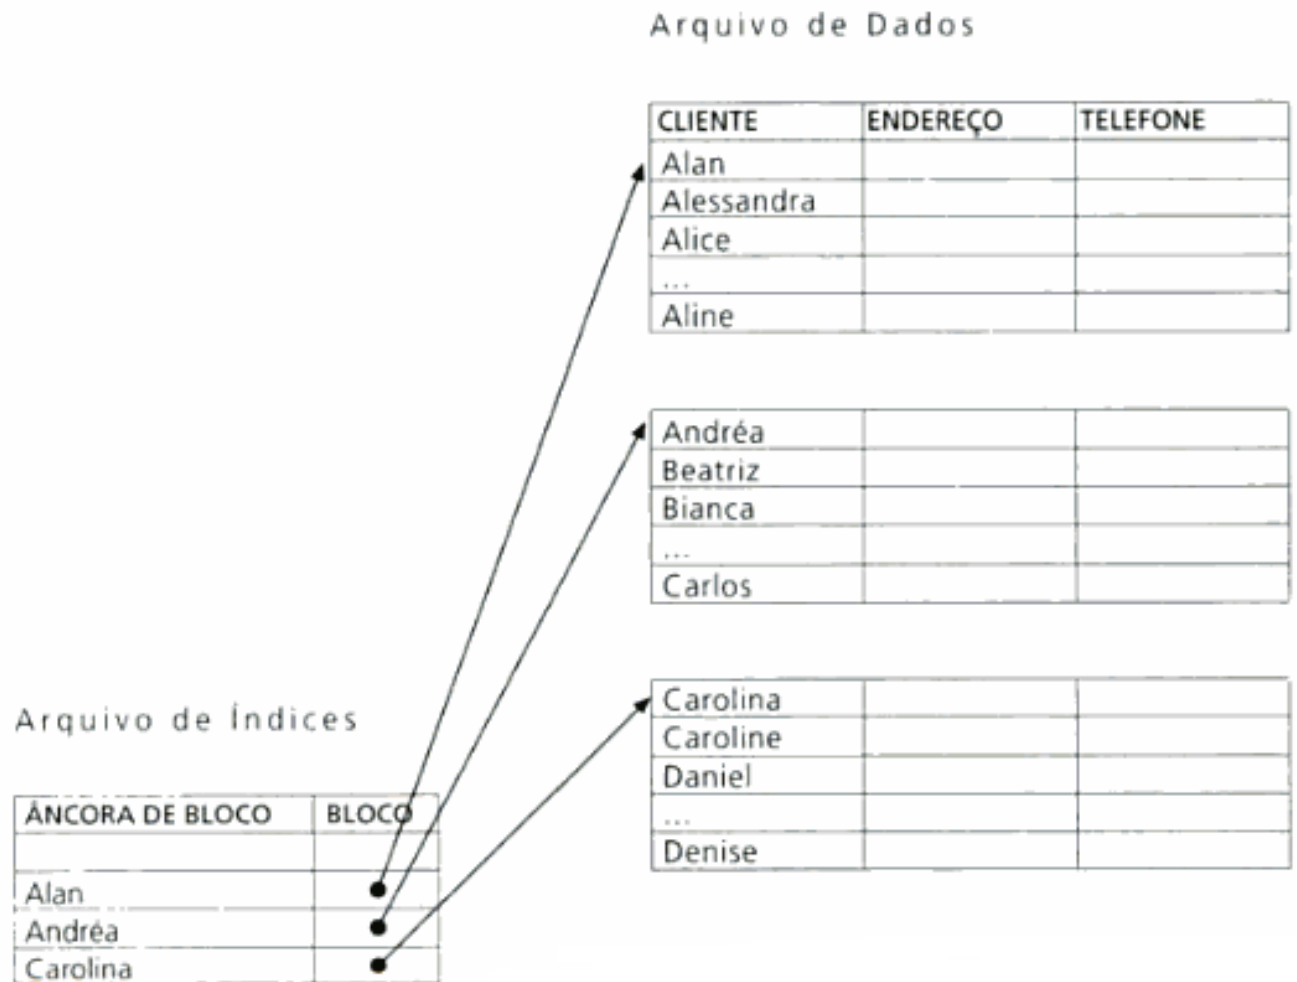 Arquivo de Dados
CLIENTE ENDEREÇO TELEFONE
Alan
Alessandra
Alice
...
Aline
Andréa
Beatriz
Bianca
...
Carlos
Carolina
Caroline
Daniel
...
Denise
Arquivo de Índices
ÂNCORA DE BLOCO BLOCO
Alan
Andréa
Carolina